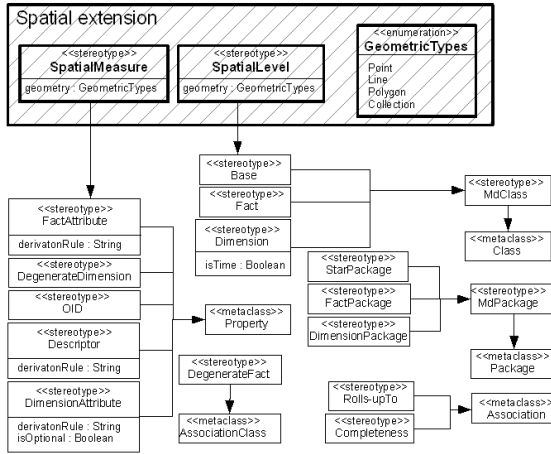 Spatial extension
<<stereotype>>
SpatialMeasure
geometry : GeometricTypes
<<stereotype>>
SpatialLevel
geometry : GeometricTypes
<<enumeration>>
GeometricTypes
Point
Line
Polygon
Collection
<<stereotype>>
Base
<<stereotype>>
Fact
<<stereotype>>
Dimension
isTime : Boolean
<<stereotype>>
MdClass
<<metaclass>>
Class
<<stereotype>>
FactAttribute
derivatonRule : String
<<stereotype>>
DegenerateDimension
<<stereotype>>
OID
<<stereotype>>
Descriptor
derivatonRule : String
<<stereotype>>
DimensionAttribute
derivatonRule : String
isOptional : Boolean
<<metaclass>>
Property
<<stereotype>>
DegenerateFact
<<metaclass>>
AssociationClass
<<stereotype>>
StarPackage
<<stereotype>>
FactPackage
<<stereotype>>
DimensionPackage
<<stereotype>>
MdPackage
<<metaclass>>
Package
<<stereotype>>
Rolls-upTo
<<stereotype>>
Completeness
<<metaclass>>
Association